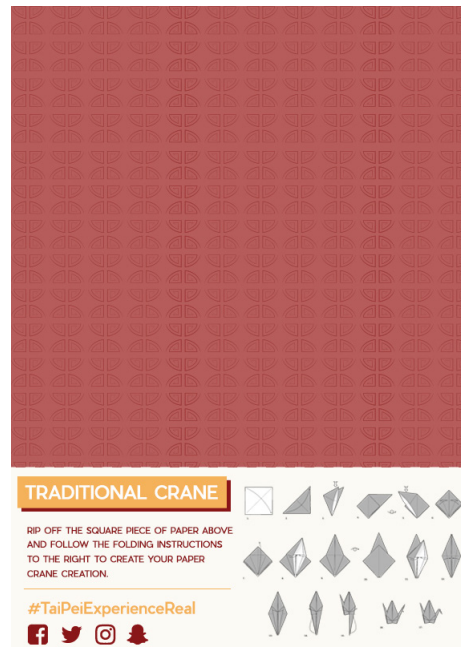 TRADITIONAL CRANE
RIP OFF THE SQUARE PIECE OF PAPER ABOVE
AND FOLLOW THE FOLDING INSTRUCTIONS
TO THE RIGHT TO CREATE YOUR PAPER
CRANE CREATION.
#TaiPeiExperienceReal